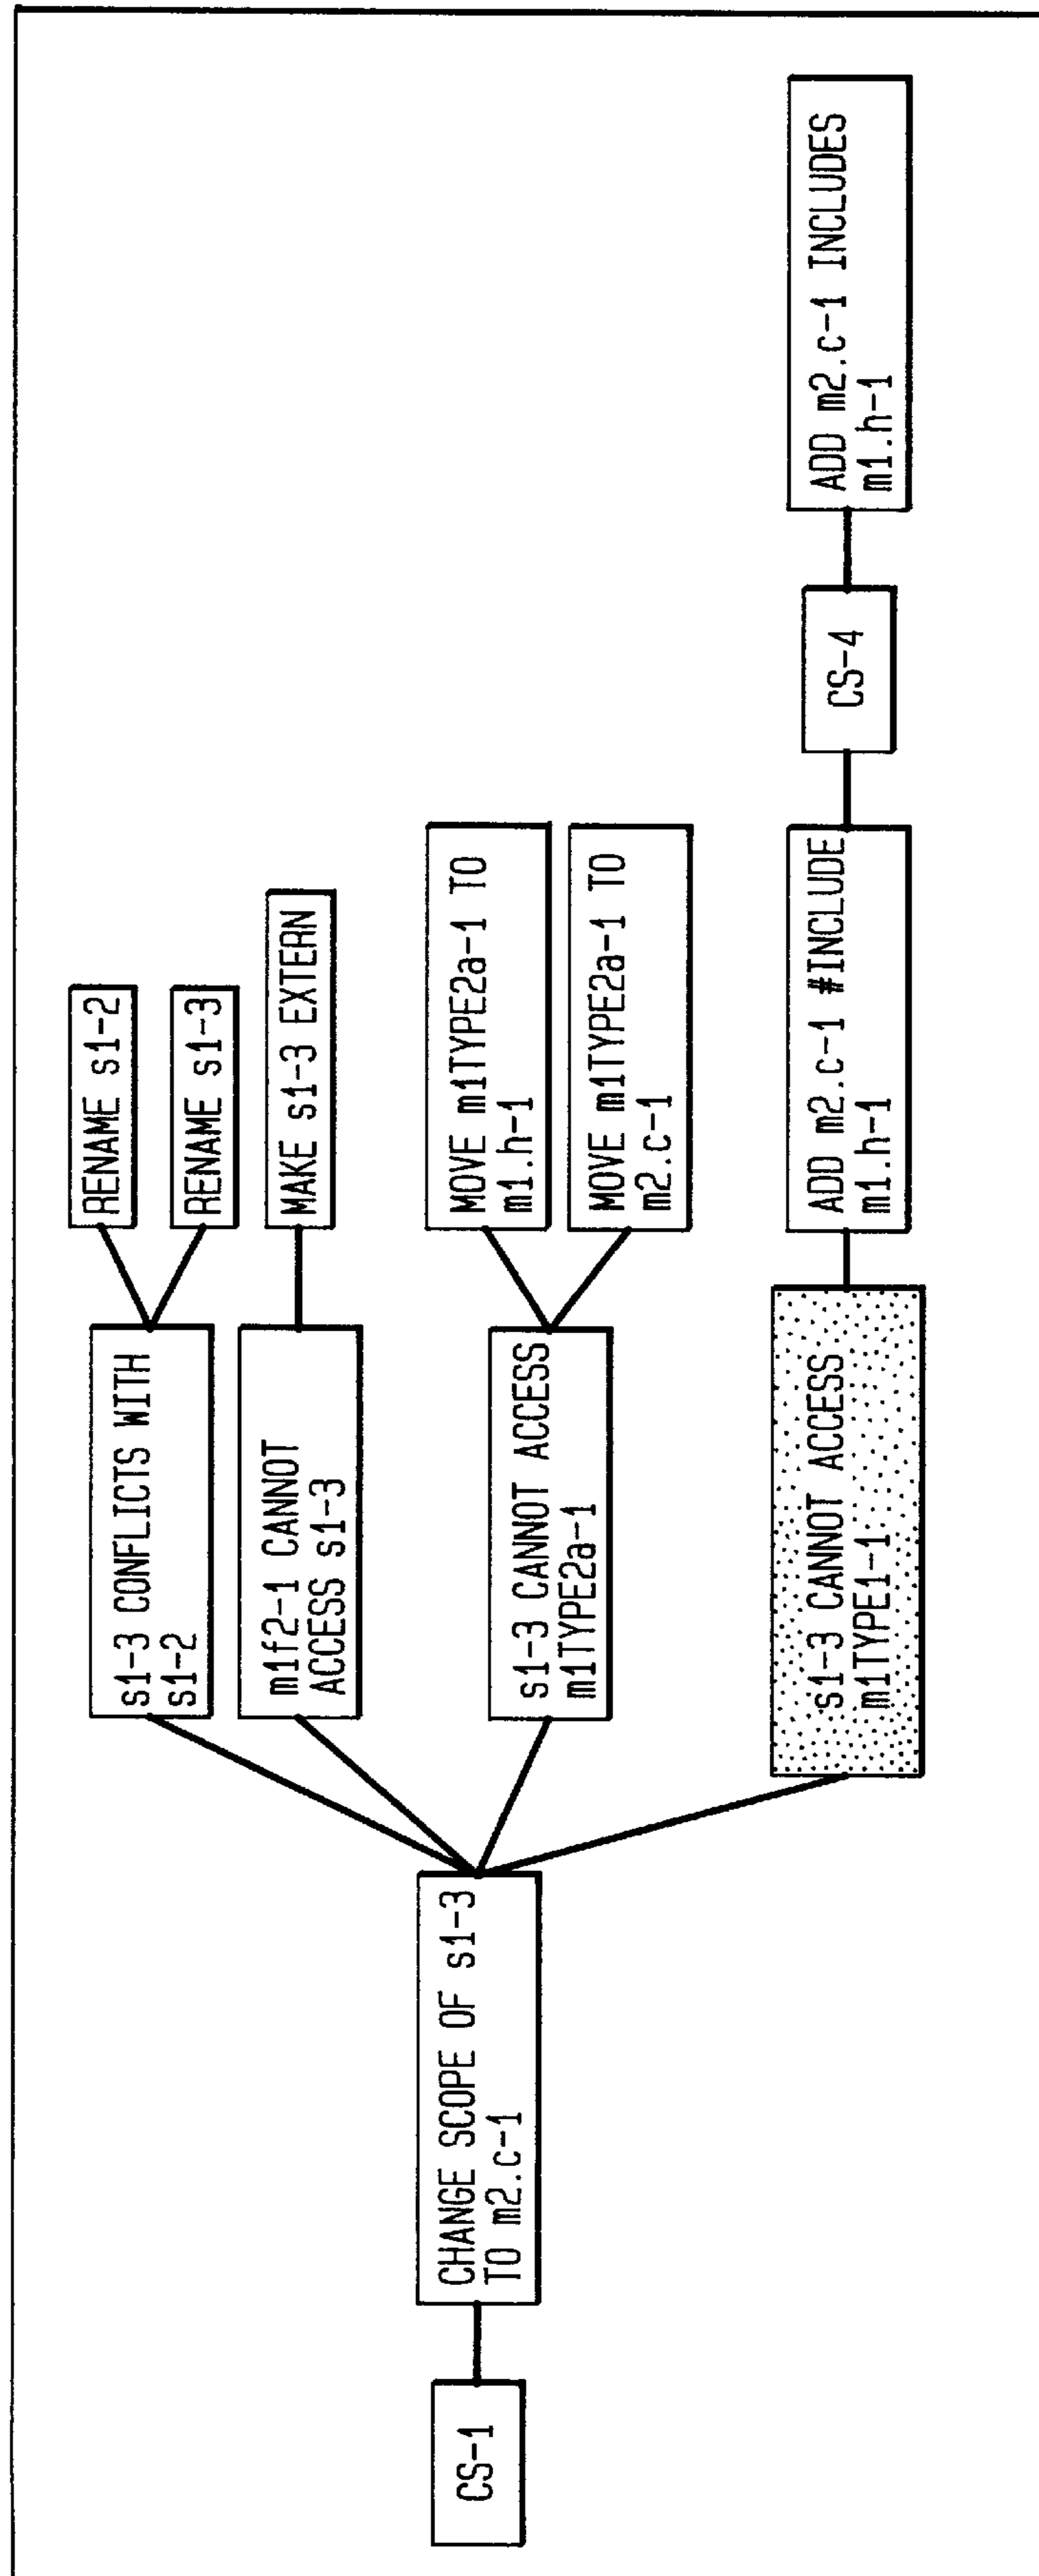 CS-1
CHANGE SCOPE OF s1-3
TO m2.c-1
s1-3 CONFLICTS WITH
s1-2
RENAME s1-2
RENAME s1-3
m1f2-1 CANNOT
ACCESS s1-3
MAKE s1-3 EXTERN
s1-3 CANNOT ACCESS
m1TYPE2a-1
MOVE m1TYPE2a-1 TO
m1.h-1
MOVE m1TYPE2a-1 TO
m2.c-1
s1-3 CANNOT ACCESS
m1TYPE1-1
ADD m2.c-1 #INCLUDE
m1.h-1
CS-4
ADD m2.c-1 INCLUDES
m1.h-1